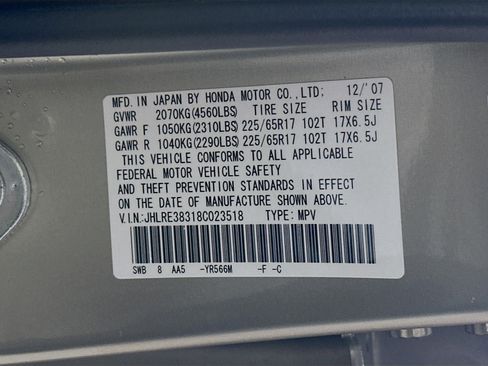 MFD. IN JAPAN BY HONDA MOTOR CO.,LTD; 12/'07
GVWR 2070KG(4560LBS) TIRE SIZE RIM SIZE
GAWR F 1050KG(2310LBS) 225/65R17 102T 17X6.5J
GAWR R 1040KG(2290LBS) 225/65R17 102T 17X6.5J
THIS VEHICLE CONFORMS TO ALL APPLICABLE
FEDERAL MOTOR VEHICLE SAFETY
AND THEFT PREVENTION STANDARDS IN EFFECT
ON THE DATE OF MANUFACTURE SHOWN ABOVE.
V.I.N:JHLRE38318C023518 TYPE: MPV
SWB 8 AA5 -YR566M -F -C